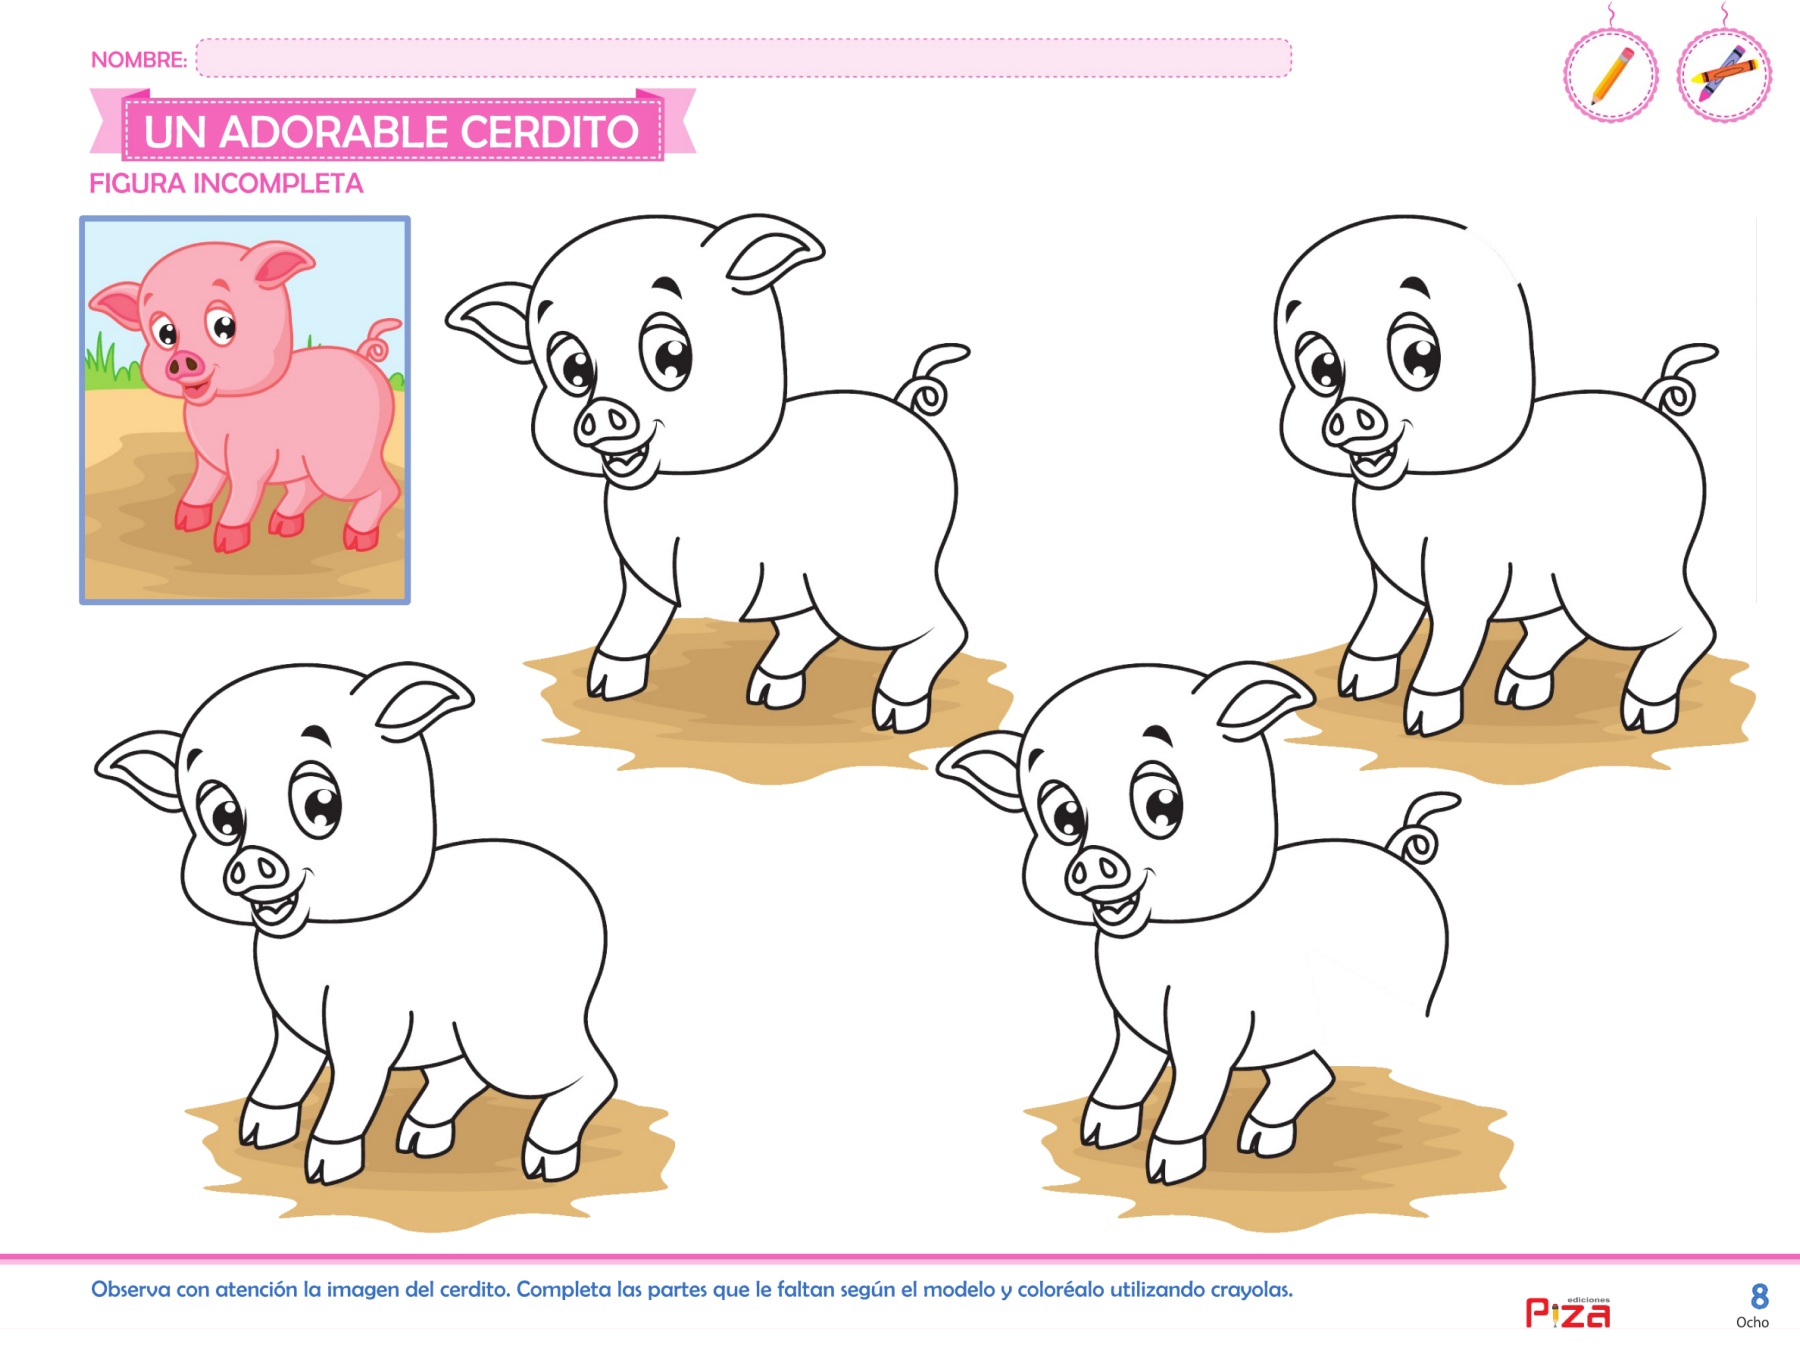 NOMBRE:
UN ADORABLE CERDITO
FIGURA INCOMPLETA
Observa con atención la imagen del cerdito. Completa las partes que le faltan según el modelo y coloréalo utilizando crayolas.
ediciones
Piza
8
Ocho